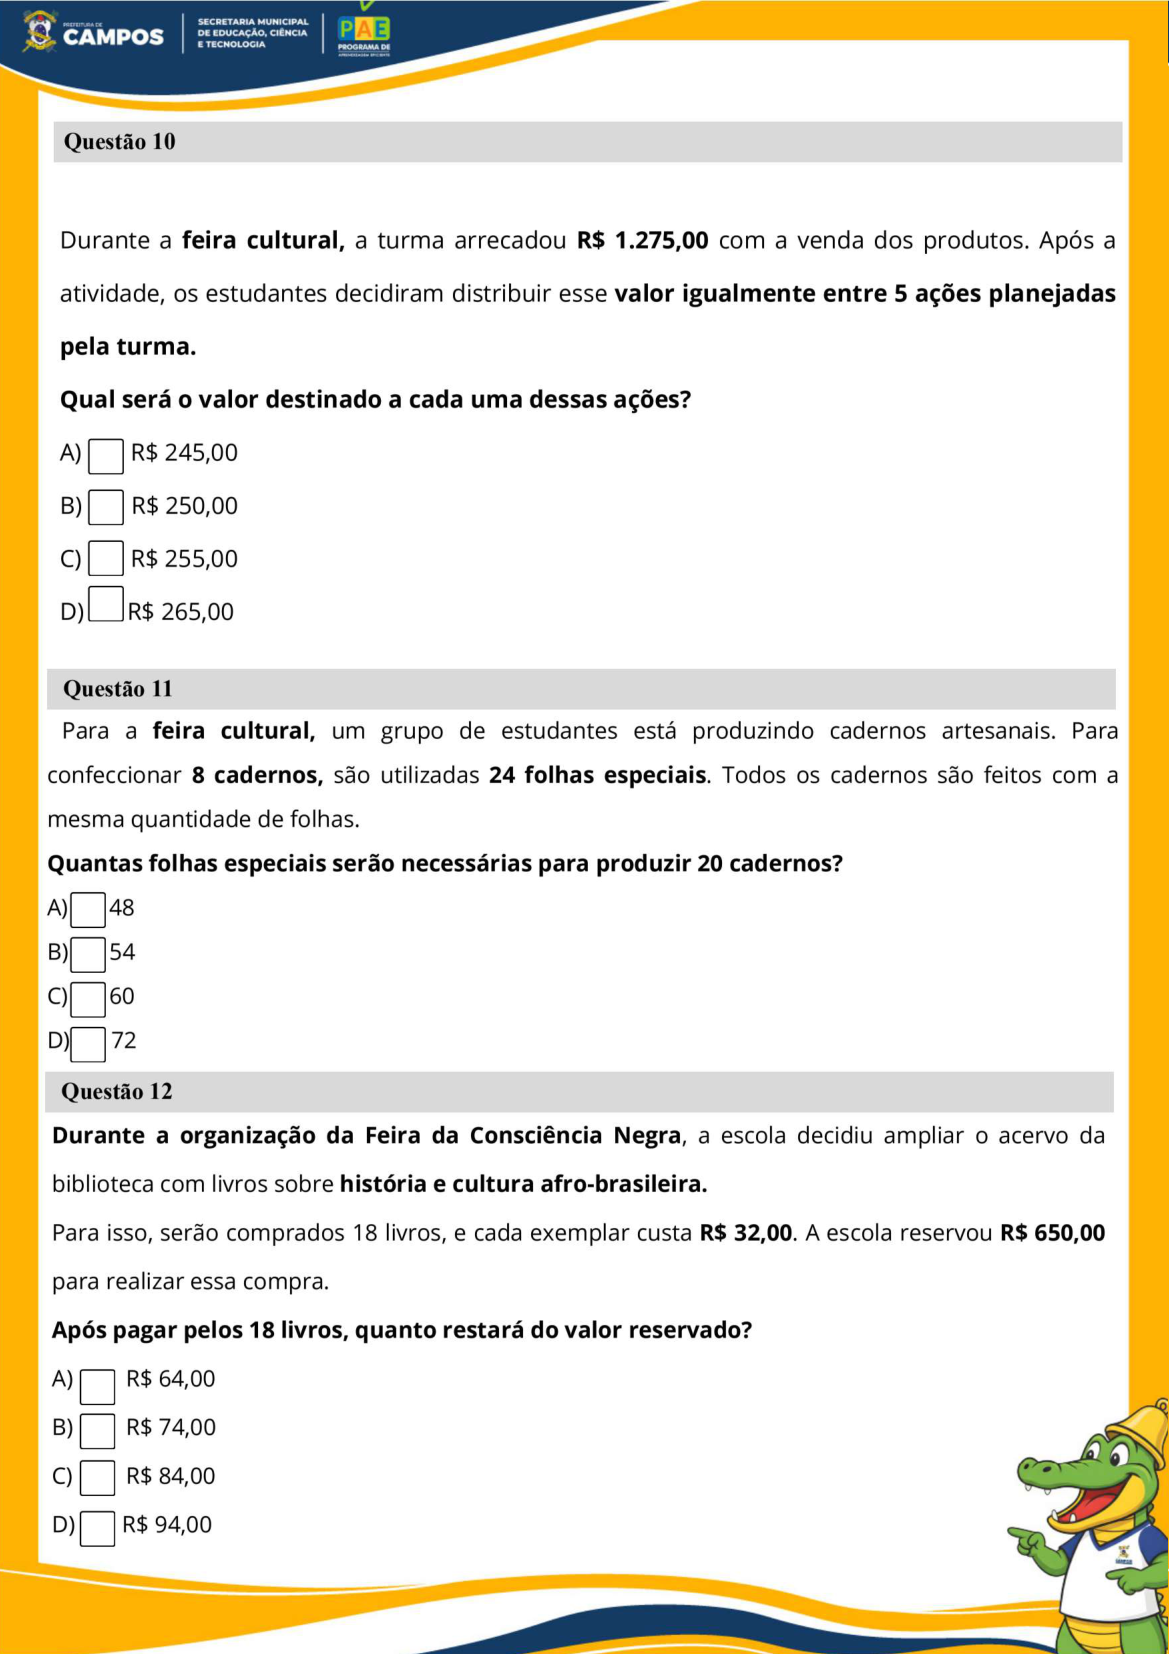 PREFEITURA DE
CAMPOS
SECRETARIA MUNICIPAL
DE EDUCAÇÃO, CIÊNCIA
E TECNOLOGIA
PAE
PROGRAMA DE
APRENDIZAGEM EFICIENTE
Questão 10
Durante a feira cultural, a turma arrecadou R$ 1.275,00 com a venda dos produtos. Após a
atividade, os estudantes decidiram distribuir esse valor igualmente entre 5 ações planejadas
pela turma.
Qual será o valor destinado a cada uma dessas ações?
A) R$ 245,00
B) R$ 250,00
C) R$ 255,00
D) R$ 265,00
Questão 11
Para a feira cultural, um grupo de estudantes está produzindo cadernos artesanais. Para
confeccionar 8 cadernos, são utilizadas 24 folhas especiais. Todos os cadernos são feitos com a
mesma quantidade de folhas.
Quantas folhas especiais serão necessárias para produzir 20 cadernos?
A) 48
B) 54
C) 60
D) 72
Questão 12
Durante a organização da Feira da Consciência Negra, a escola decidiu ampliar o acervo da
biblioteca com livros sobre história e cultura afro-brasileira.
Para isso, serão comprados 18 livros, e cada exemplar custa R$ 32,00. A escola reservou R$ 650,00
para realizar essa compra.
Após pagar pelos 18 livros, quanto restará do valor reservado?
A) R$ 64,00
B) R$ 74,00
C) R$ 84,00
D) R$ 94,00